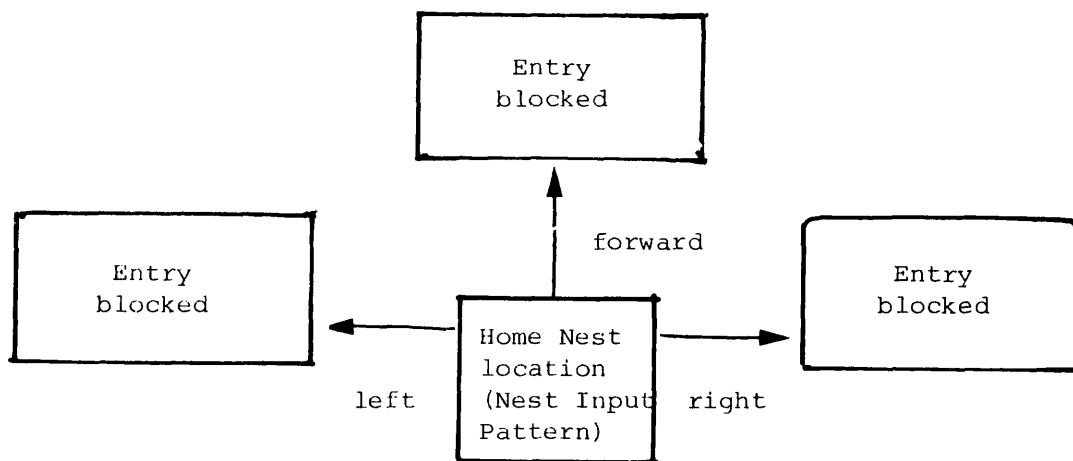 Entry
blocked
forward
Entry
blocked
Entry
blocked
Home Nest
location
(Nest Input
Pattern)
left
right